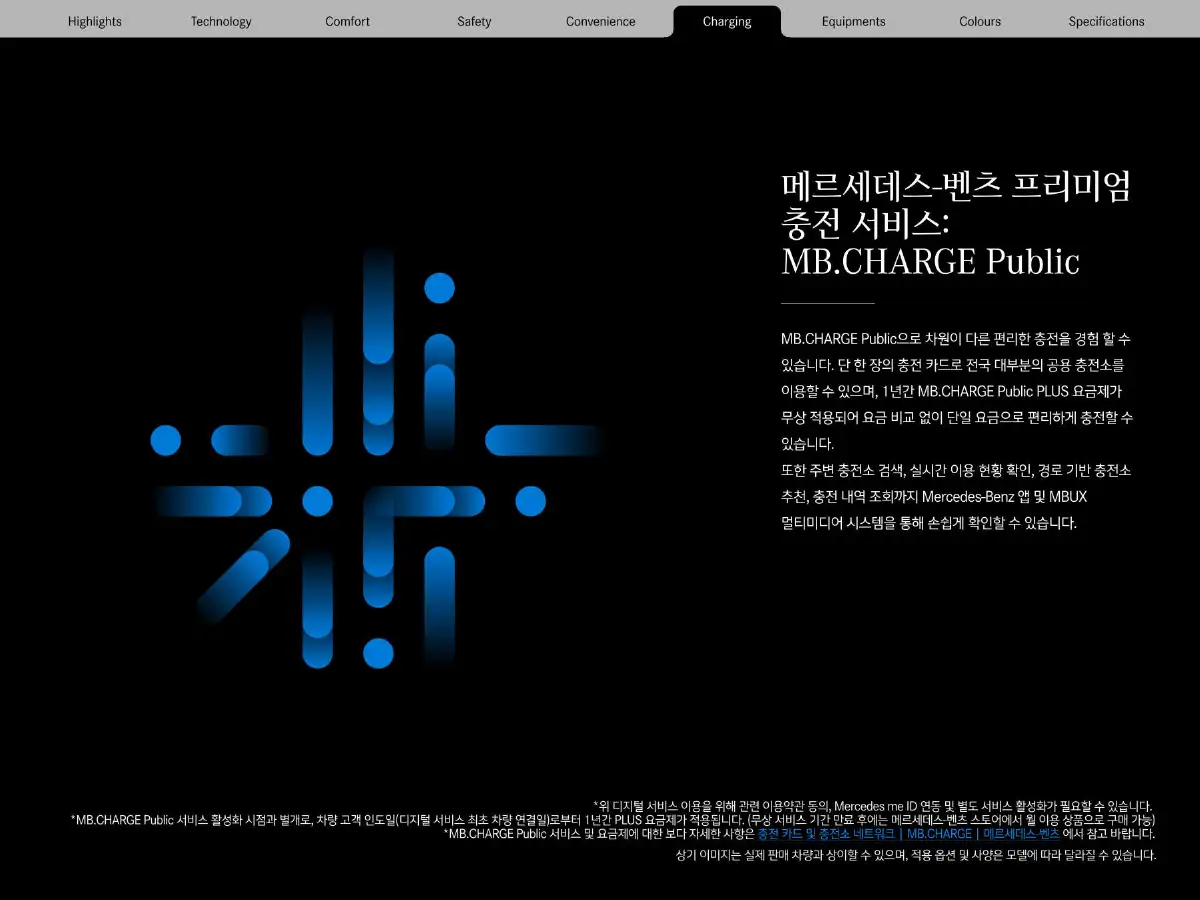 Highlights
Technology
Comfort
Safety
Convenience
Charging
Equipments
Colours
Specifications
메르세데스-벤츠 프리미엄
충전 서비스:
MB.CHARGE Public
MB.CHARGE Public으로 차원이 다른 편리한 충전을 경험 할 수
있습니다. 단 한 장의 충전 카드로 전국 대부분의 공용 충전소를
이용할 수 있으며, 1년간 MB.CHARGE Public PLUS 요금제가
무상 적용되어 요금 비교 없이 단일 요금으로 편리하게 충전할 수
있습니다.
또한 주변 충전소 검색, 실시간 이용 현황 확인, 경로 기반 충전소
추천, 충전 내역 조회까지 Mercedes-Benz 앱 및 MBUX
멀티미디어 시스템을 통해 손쉽게 확인할 수 있습니다.
*위 디지털 서비스 이용을 위해 관련 이용약관 동의, Mercedes me ID 연동 및 별도 서비스 활성화가 필요할 수 있습니다.
*MB.CHARGE Public 서비스 활성화 시점과 별개로, 차량 고객 인도일(디지털 서비스 최초 차량 연결일)로부터 1년간 PLUS 요금제가 적용됩니다. (무상 서비스 기간 만료 후에는 메르세데스-벤츠 스토어에서 월 이용 상품으로 구매 가능)
*MB.CHARGE Public 서비스 및 요금제에 대한 보다 자세한 사항은 충전 카드 및 충전소 네트워크 | MB.CHARGE | 메르세데스-벤츠 에서 참고 바랍니다.
상기 이미지는 실제 판매 차량과 상이할 수 있으며, 적용 옵션 및 사양은 모델에 따라 달라질 수 있습니다.